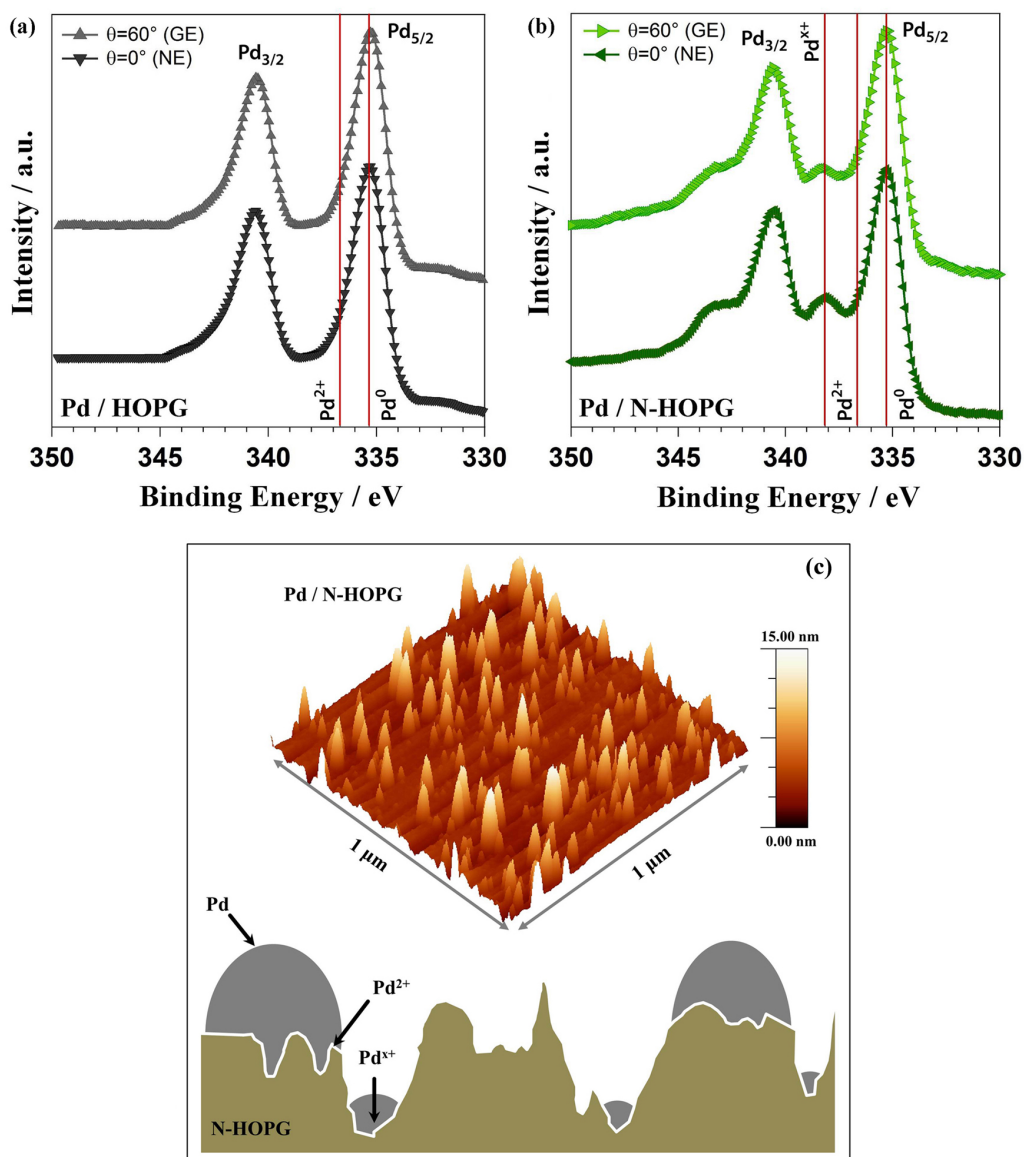 (a)
θ=60° (GE)
θ=0° (NE)
Pd3/2
Pd5/2
Pd2+
Pd0
Pd / HOPG
Intensity / a.u.
350 345 340 335 330
Binding Energy / eV
(b)
θ=60° (GE)
θ=0° (NE)
Pd3/2
Pdx+
Pd5/2
Pd2+
Pd0
Pd / N-HOPG
Intensity / a.u.
350 345 340 335 330
Binding Energy / eV
(c)
Pd / N-HOPG
15.00 nm
0.00 nm
1 μm
1 μm
Pd
Pd2+
Pdx+
N-HOPG